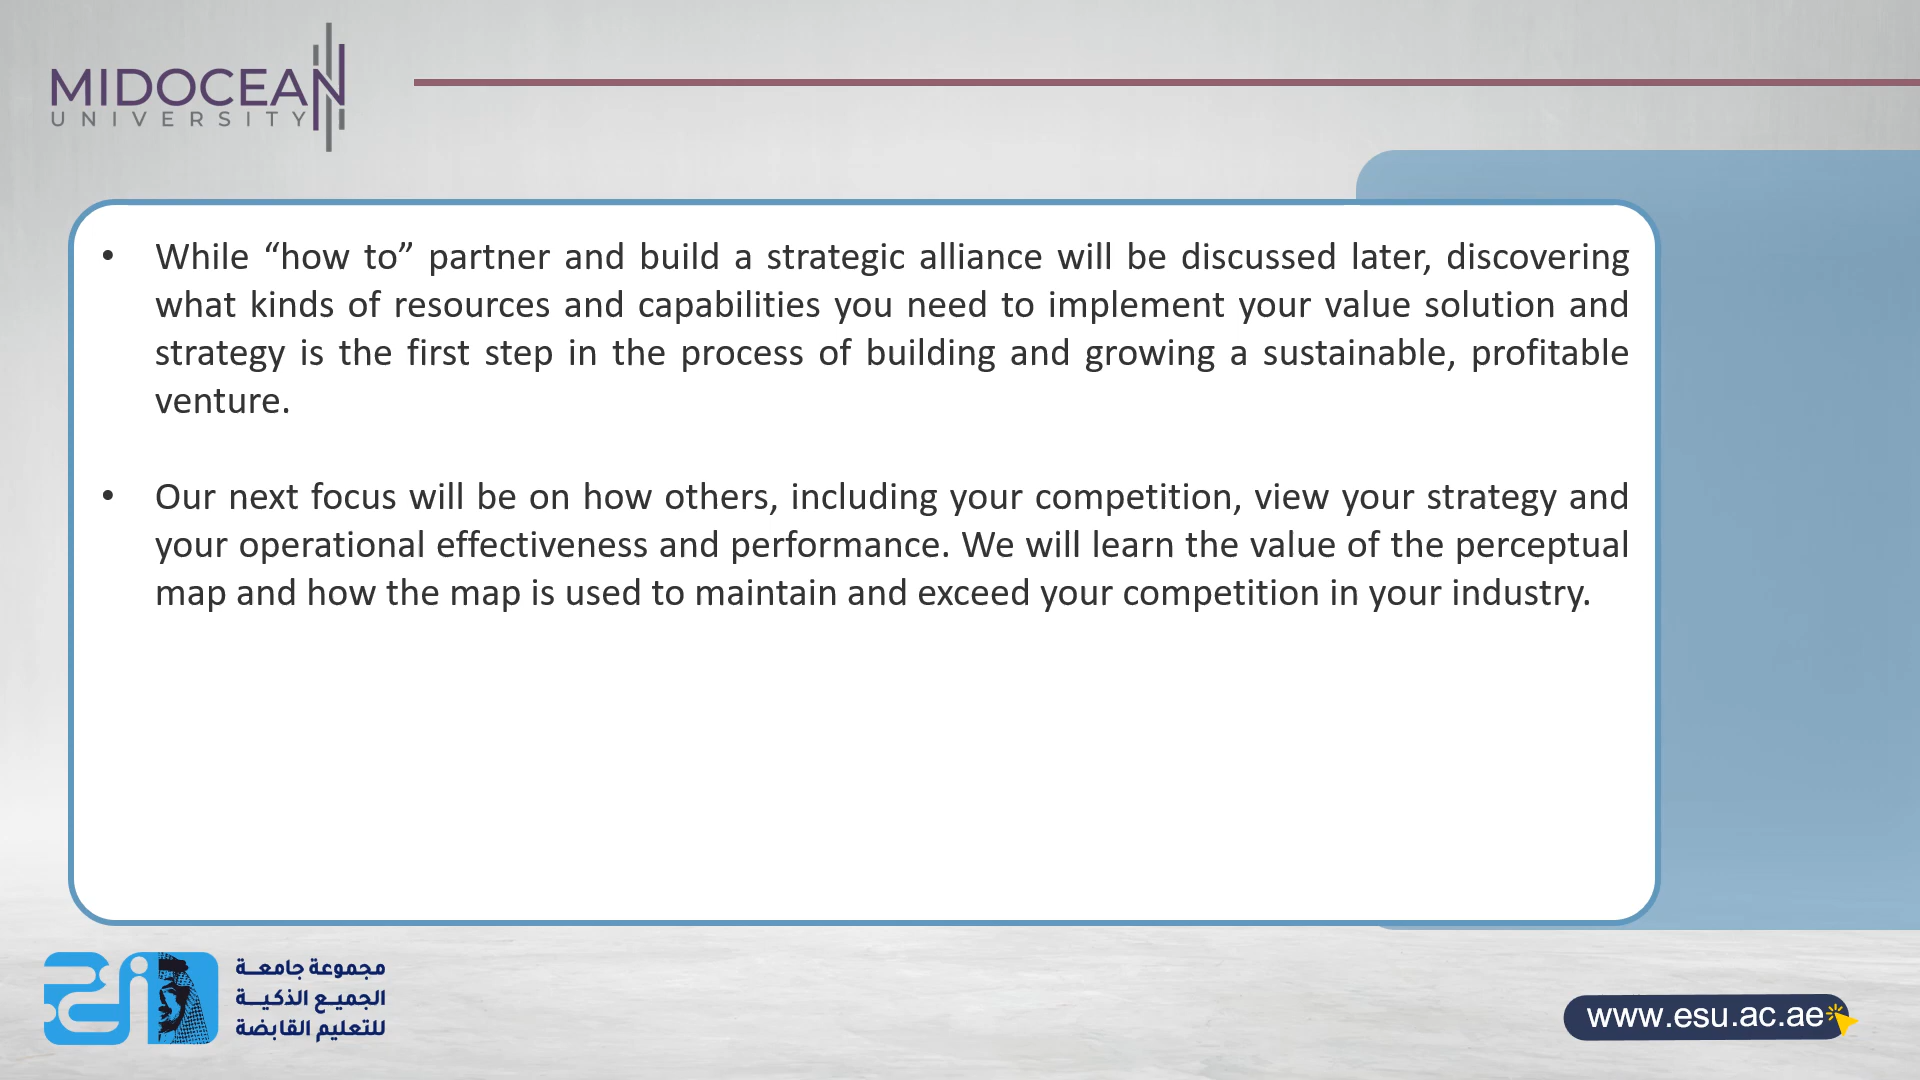 MIDOCEAN
UNIVERSITY
• While “how to” partner and build a strategic alliance will be discussed later, discovering
what kinds of resources and capabilities you need to implement your value solution and
strategy is the first step in the process of building and growing a sustainable, profitable
venture.
• Our next focus will be on how others, including your competition, view your strategy and
your operational effectiveness and performance. We will learn the value of the perceptual
map and how the map is used to maintain and exceed your competition in your industry.
مجموعة جامعـــة
الجميـــع الذكيـــة
للتعليم القابضة
www.esu.ac.ae